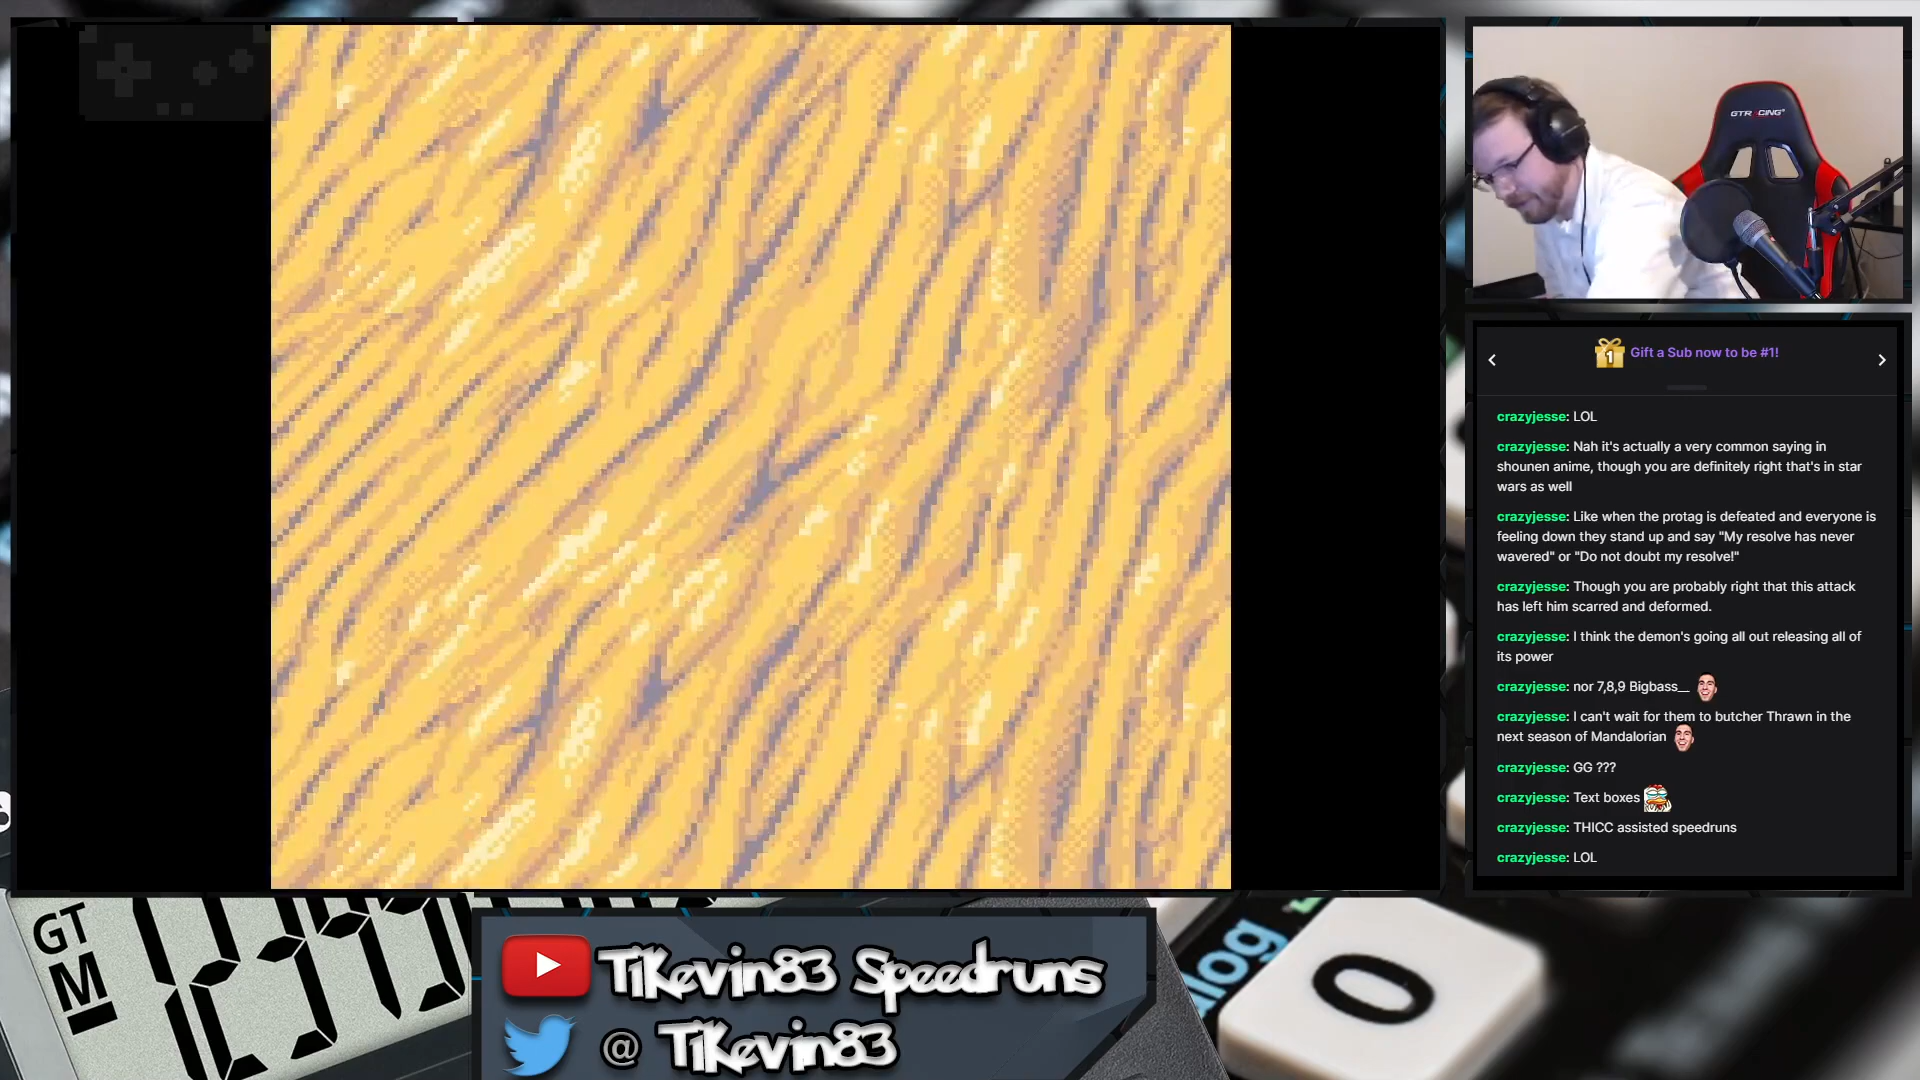 GTRACING
1 Gift a Sub now to be #1!
crazyjesse: LOL
crazyjesse: Nah it's actually a very common saying in
shounen anime, though you are definitely right that's in star
wars as well
crazyjesse: Like when the protag is defeated and everyone is
feeling down they stand up and say "My resolve has never
wavered" or "Do not doubt my resolve!"
crazyjesse: Though you are probably right that this attack
has left him scarred and deformed.
crazyjesse: I think the demon's going all out releasing all of
its power
crazyjesse: nor 7,8,9 Bigbass__
crazyjesse: I can't wait for them to butcher Thrawn in the
next season of Mandalorian
crazyjesse: GG ???
crazyjesse: Text boxes
crazyjesse: THICC assisted speedruns
crazyjesse: LOL
GT
M
TiKevin83 Speedruns
@ TiKevin83
log
0